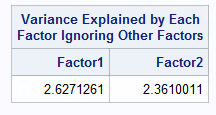 Variance Explained by Each
Factor Ignoring Other Factors
Factor1 Factor2
2.6271261 2.3610011